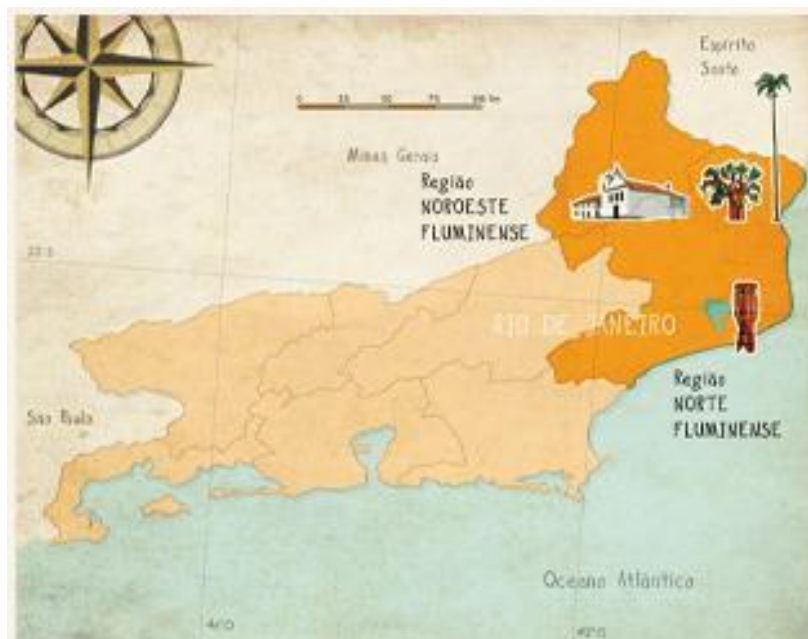 Espírito
Santo
Minas Gerais
Região
NOROESTE
FLUMINENSE
RIO DE JANEIRO
São Paulo
Região
NORTE
FLUMINENSE
Oceano Atlântico